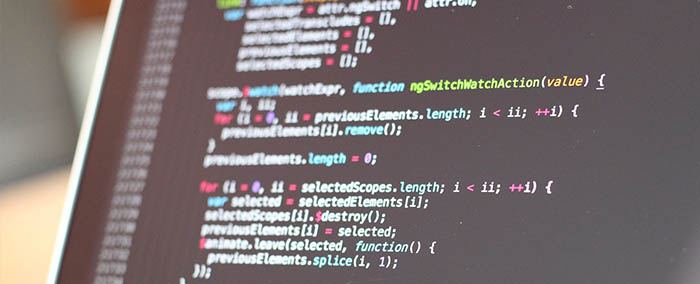 var watchExpr = attr.ngSwitch || attr.on,
selectedTranscludes = [],
selectedElements = [],
previousElements = [],
selectedScopes = [];
scope.$watch(watchExpr, function ngSwitchWatchAction(value) {
var i, ii;
for (i = 0, ii = previousElements.length; i < ii; ++i) {
previousElements[i].remove();
}
previousElements.length = 0;
for (i = 0, ii = selectedScopes.length; i < ii; ++i) {
var selected = selectedElements[i];
selectedScopes[i].$destroy();
previousElements[i] = selected;
$animate.leave(selected, function() {
previousElements.splice(i, 1);
});
}